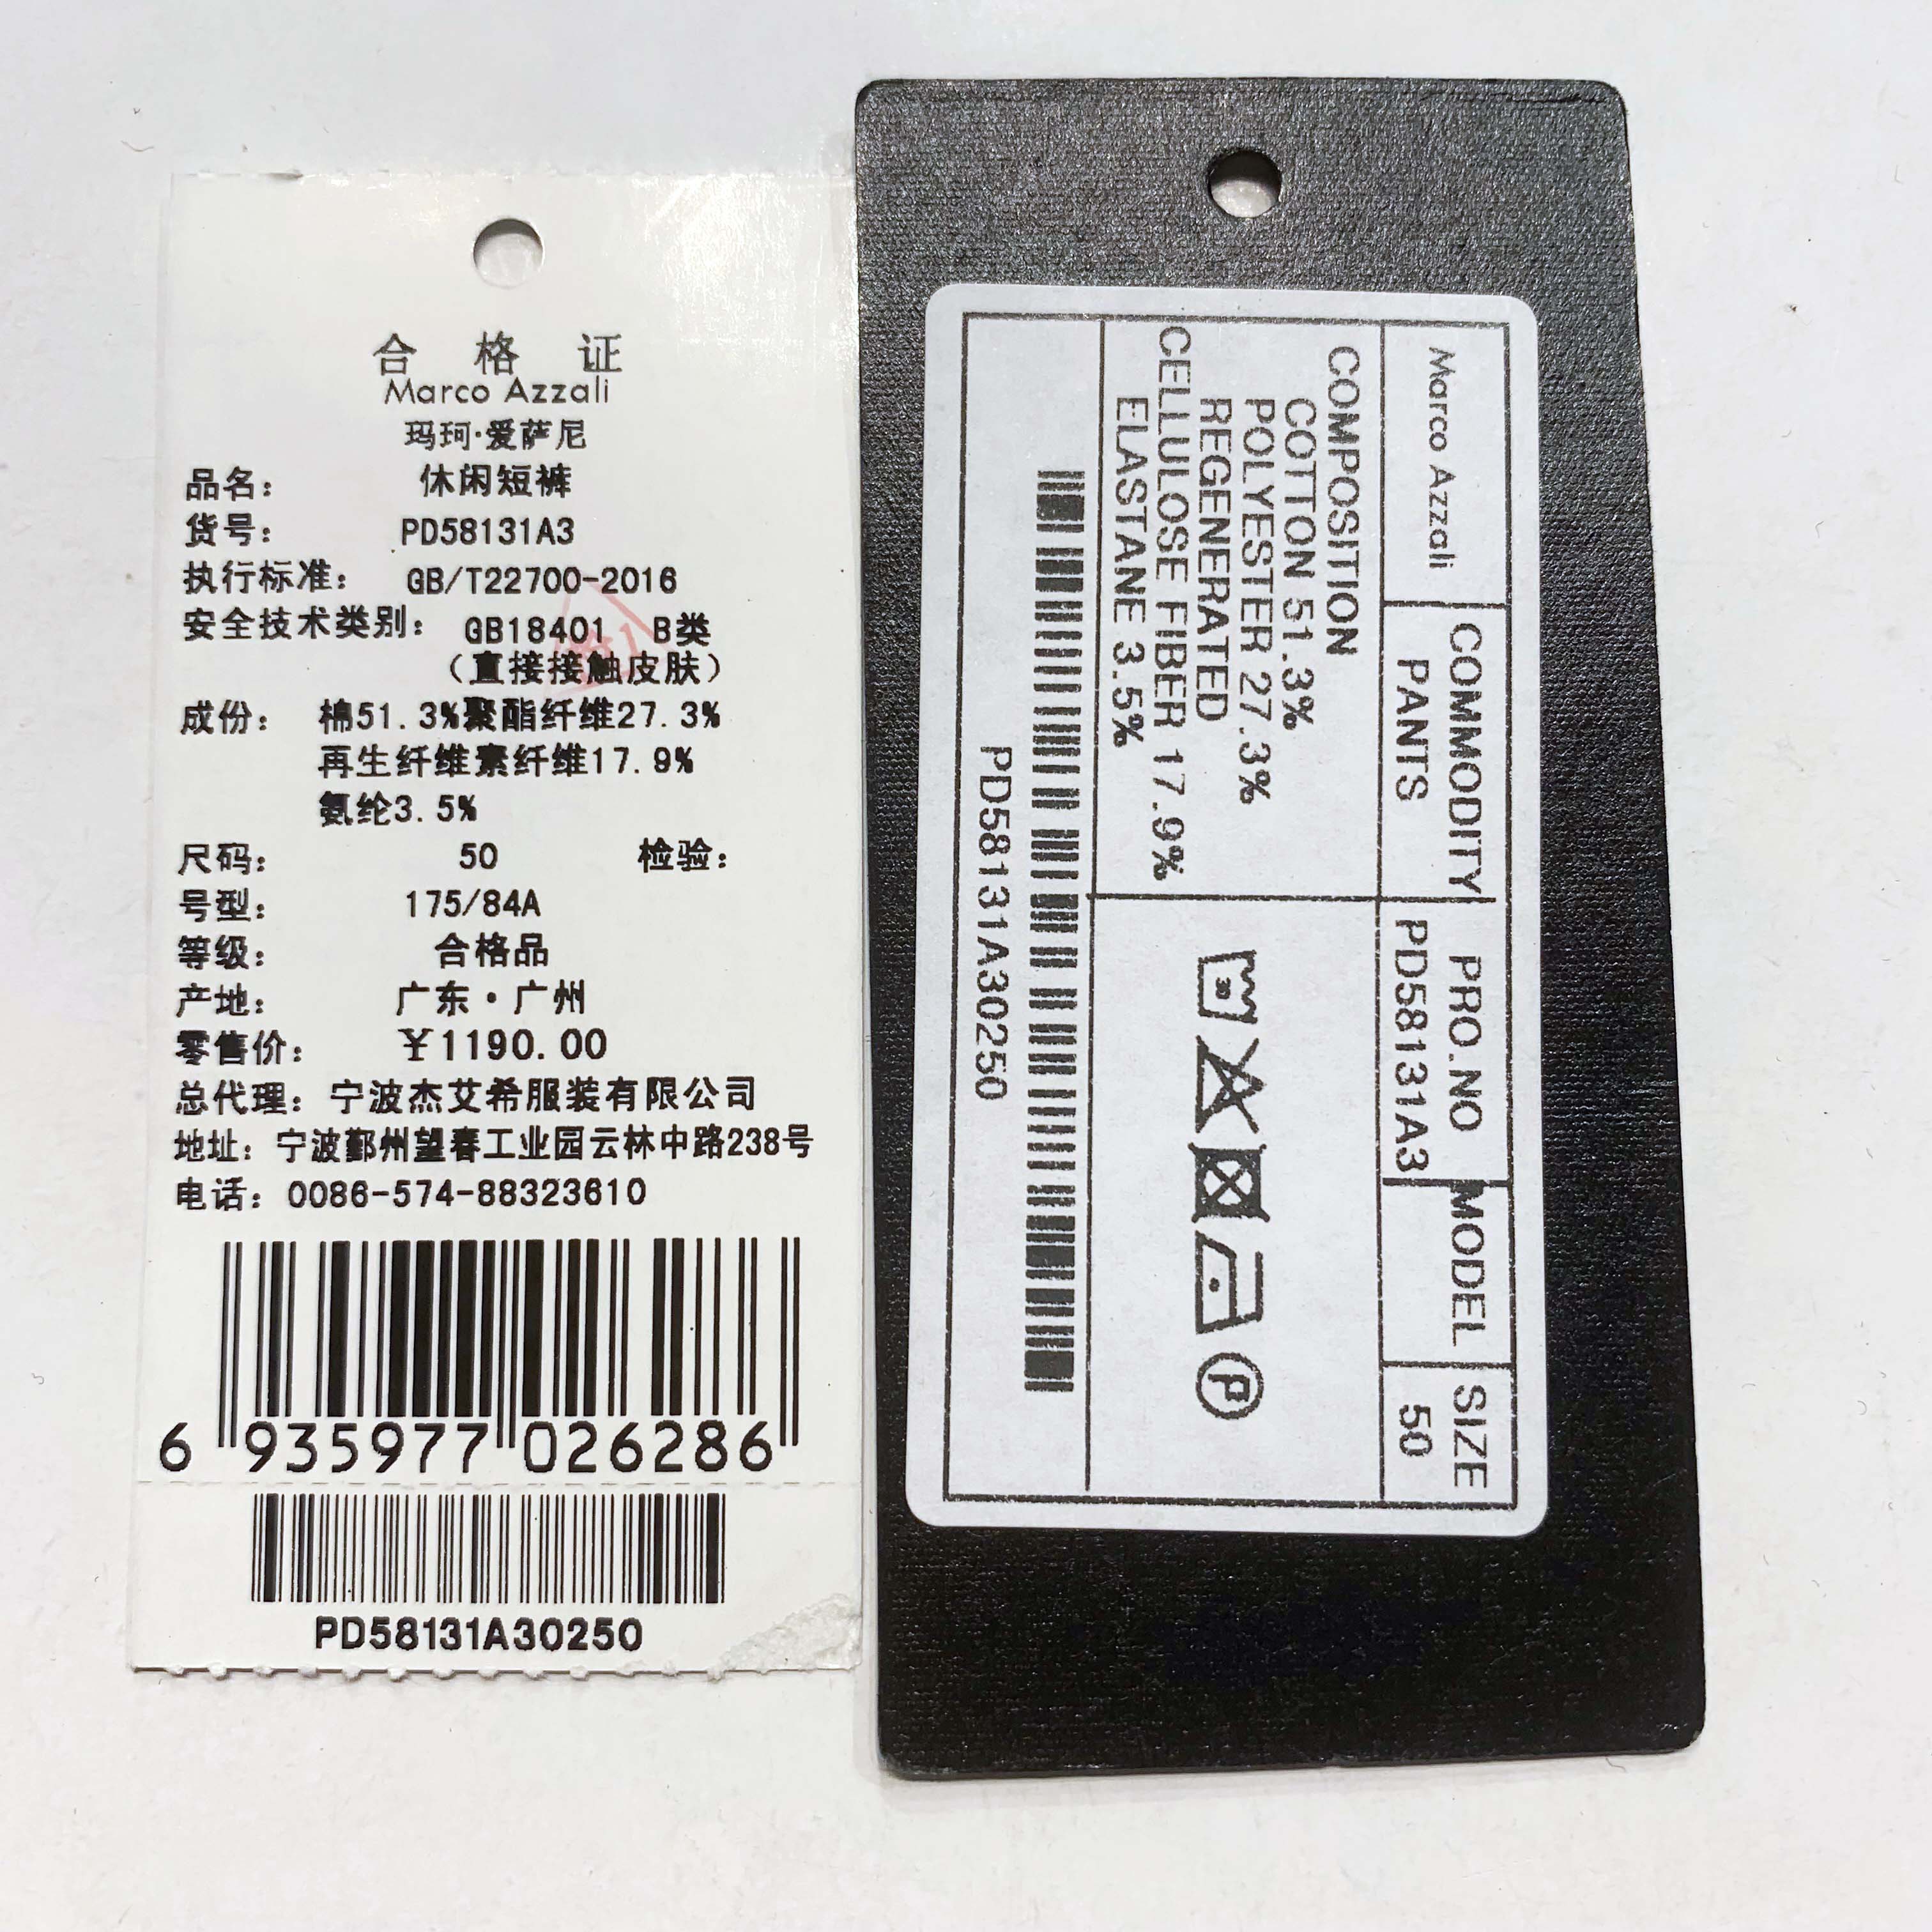 合 格 证
Marco Azzali
玛珂·爱萨尼
品名： 休闲短裤
货号： PD58131A3
执行标准： GB/T22700-2016
安全技术类别： GB18401 B类
（直接接触皮肤）
成份： 棉51.3%聚酯纤维27.3%
再生纤维素纤维17.9%
氨纶3.5%
尺码： 50 检验：
号型： 175/84A
等级： 合格品
产地： 广东·广州
零售价： ￥1190.00
总代理：宁波杰艾希服装有限公司
地址：宁波鄞州望春工业园云林中路238号
电话：0086-574-88323610
6 935977 026286
PD58131A30250
Marco Azzali COMMODITY PRO.NO MODEL SIZE
PANTS PD58131A3 50
COMPOSITION
COTTON 51.3%
POLYESTER 27.3%
REGENERATED
CELLULOSE FIBER 17.9%
ELASTANE 3.5%
30
P
PD58131A30250